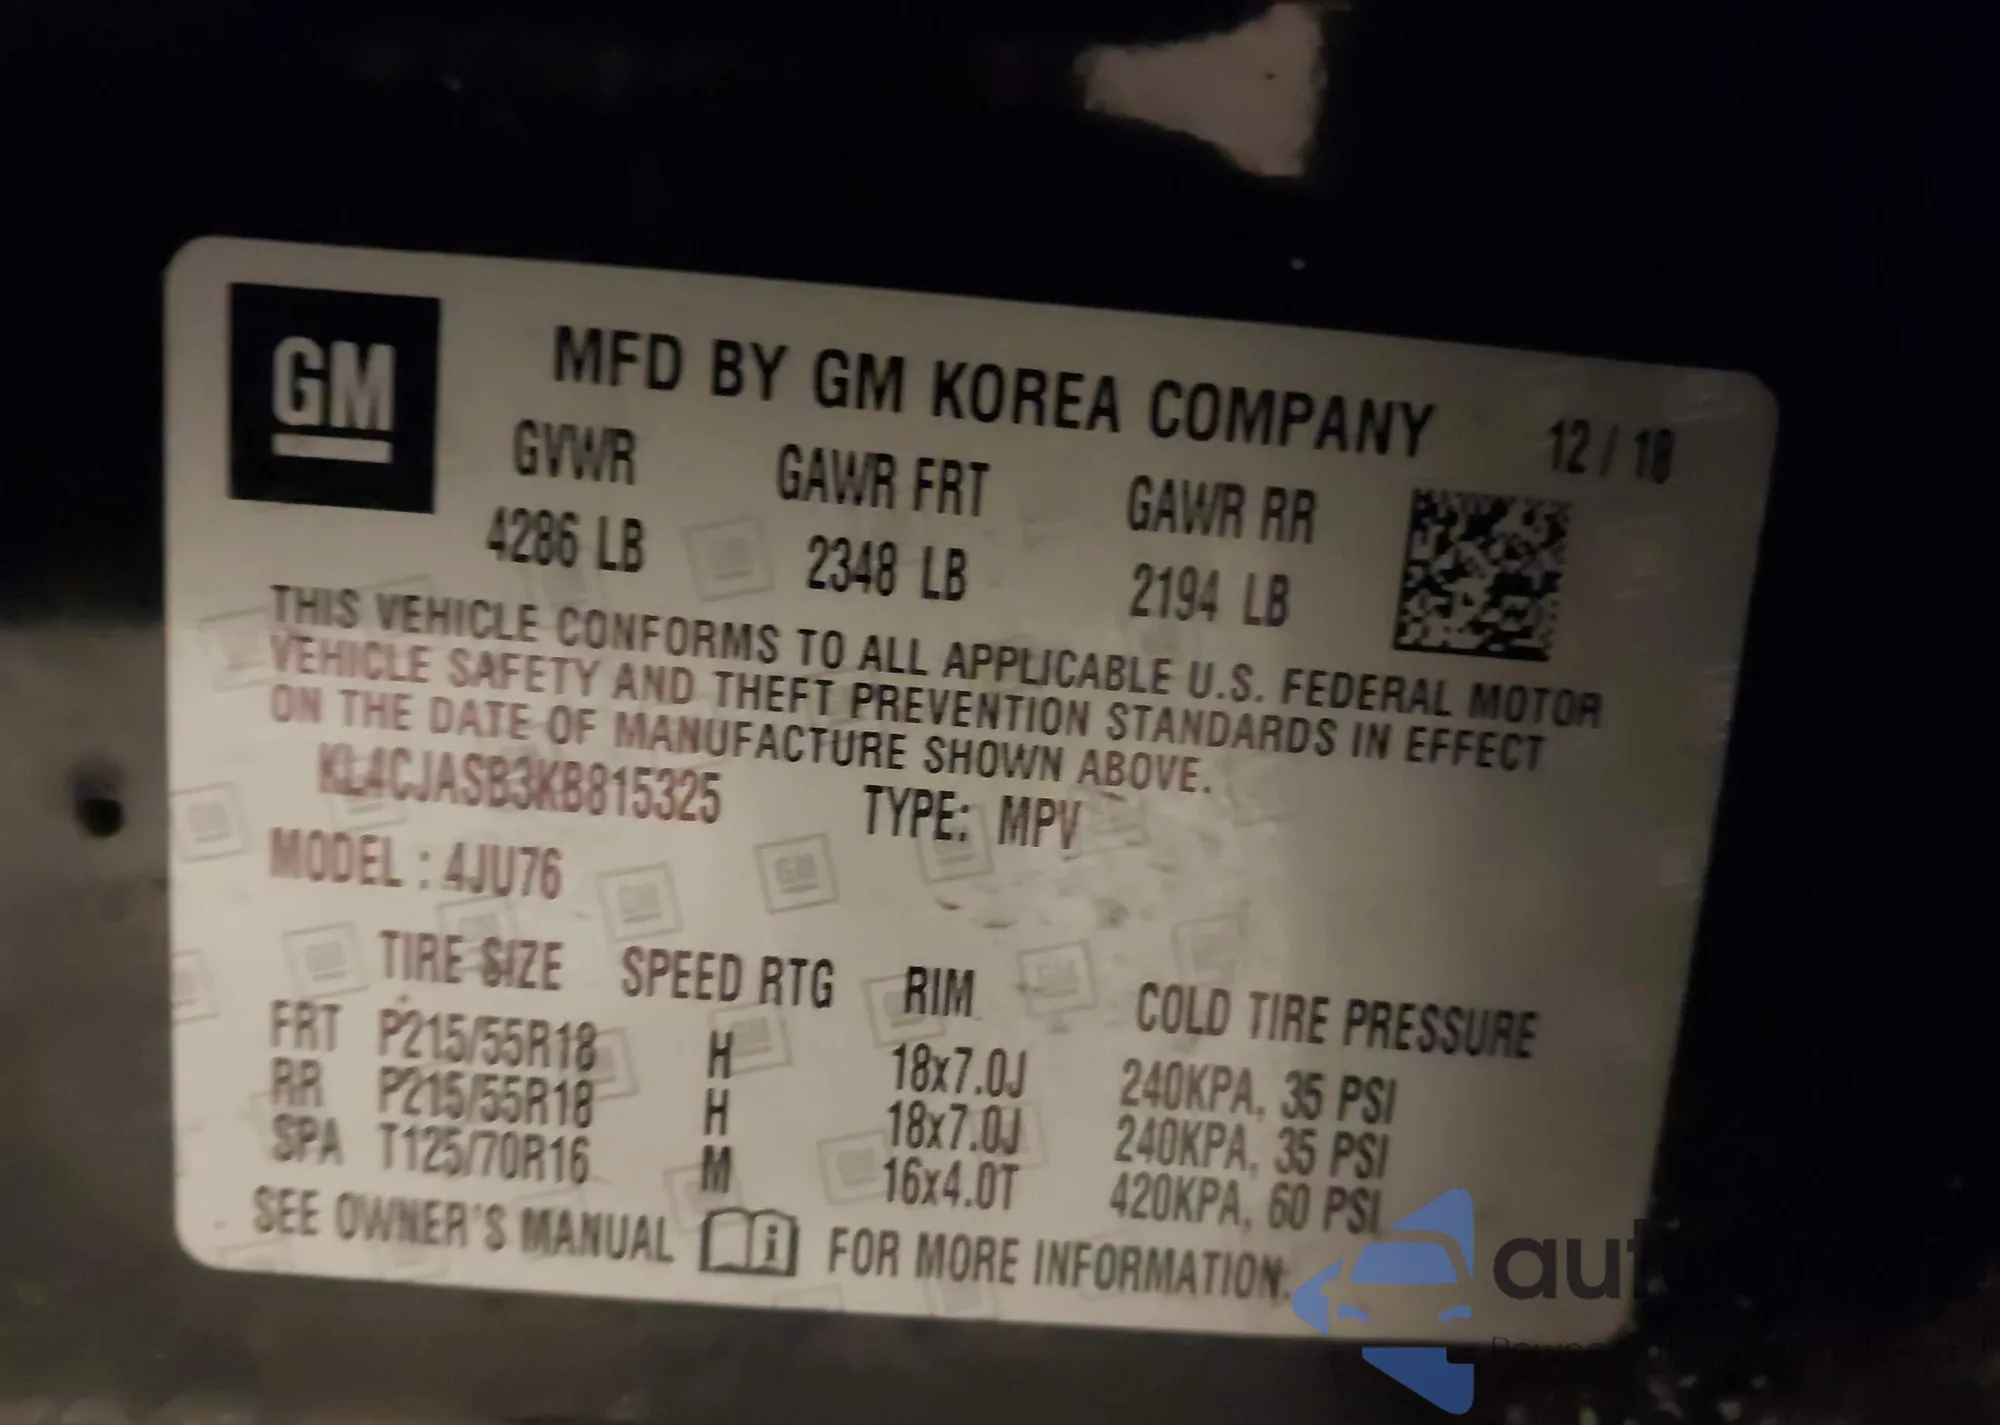 GM
MFD BY GM KOREA COMPANY 12 / 18
GVWR GAWR FRT GAWR RR
4286 LB 2348 LB 2194 LB
THIS VEHICLE CONFORMS TO ALL APPLICABLE U.S. FEDERAL MOTOR
VEHICLE SAFETY AND THEFT PREVENTION STANDARDS IN EFFECT
ON THE DATE OF MANUFACTURE SHOWN ABOVE.
KL4CJASB3KB815325 TYPE: MPV
MODEL : 4JU76
TIRE SIZE SPEED RTG RIM COLD TIRE PRESSURE
FRT P215/55R18 H 18x7.0J 240KPA, 35 PSI
RR P215/55R18 H 18x7.0J 240KPA, 35 PSI
SPA T125/70R16 M 16x4.0T 420KPA, 60 PSI
SEE OWNER'S MANUAL i FOR MORE INFORMATION.